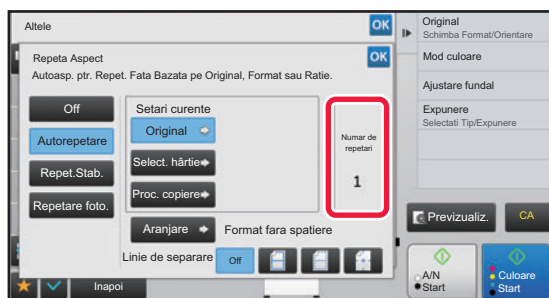 Altele
OK
Repeta Aspect
OK
Autoasp. ptr. Repet. Fata Bazata pe Original, Format sau Ratie.
Off
Autorepetare
Repet.Stab.
Repetare foto.
Setari curente
Original
Select. hârtie
Proc. copiere
Numar de
repetari
1
Aranjare
Format fara spatiere
Linie de separare
Off
Inapoi
Original
Schimba Format/Orientare
Mod culoare
Ajustare fundal
Expunere
Selectati Tip/Expunere
Previzualiz.
CA
A/N
Start
Culoare
Start